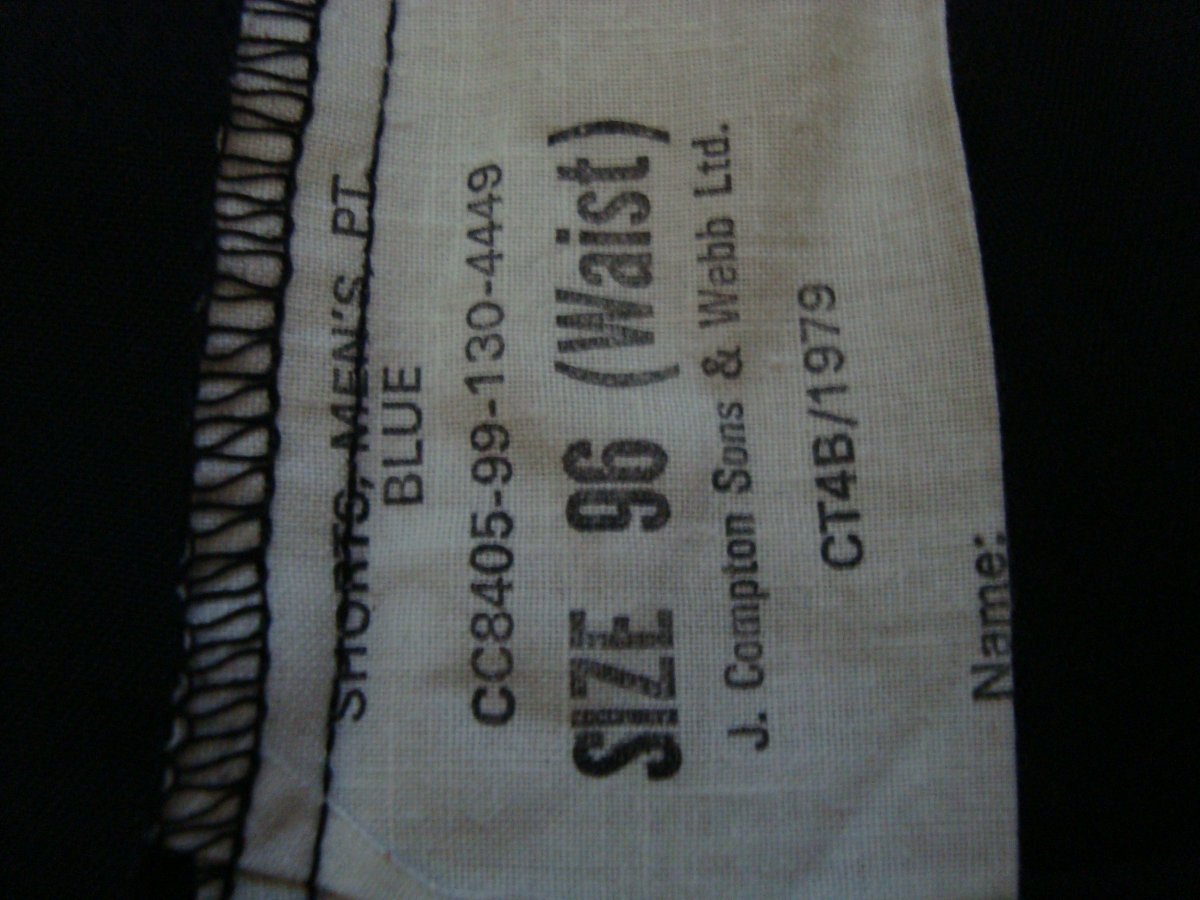 SHORTS, MEN'S, PT
BLUE
CC8405-99-130-4449
SIZE 96 (Waist)
J. Compton Sons & Webb Ltd.
CT4B/1979
Name: